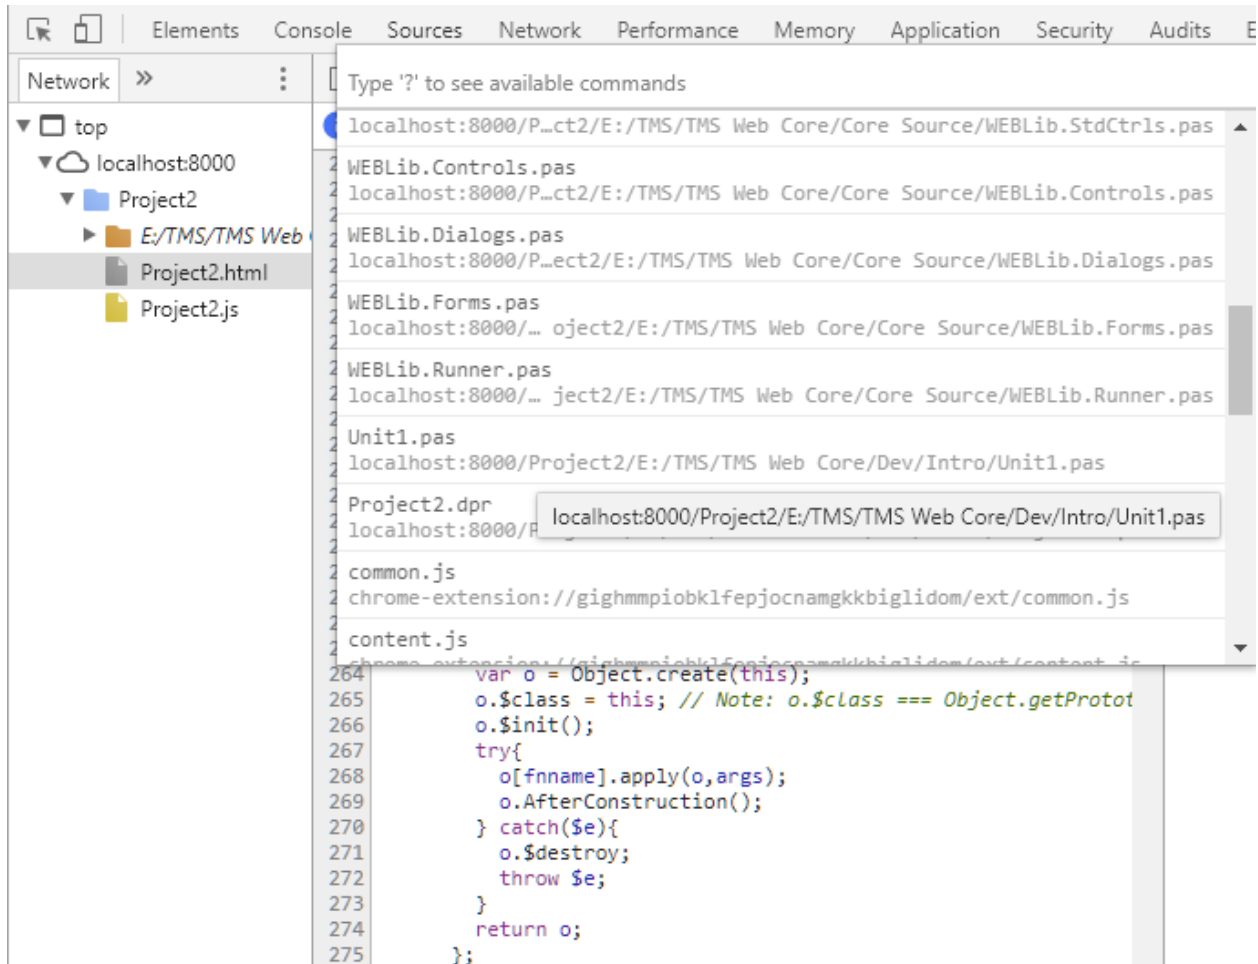 Elements Console Sources Network Performance Memory Application Security Audits E
Network »
Type '?' to see available commands
top
localhost:8000
Project2
E:/TMS/TMS Web
Project2.html
Project2.js
localhost:8000/P…ct2/E:/TMS/TMS Web Core/Core Source/WEBLib.StdCtrls.pas
WEBLib.Controls.pas
localhost:8000/P…ct2/E:/TMS/TMS Web Core/Core Source/WEBLib.Controls.pas
WEBLib.Dialogs.pas
localhost:8000/P…ect2/E:/TMS/TMS Web Core/Core Source/WEBLib.Dialogs.pas
WEBLib.Forms.pas
localhost:8000/… oject2/E:/TMS/TMS Web Core/Core Source/WEBLib.Forms.pas
WEBLib.Runner.pas
localhost:8000/… ject2/E:/TMS/TMS Web Core/Core Source/WEBLib.Runner.pas
Unit1.pas
localhost:8000/Project2/E:/TMS/TMS Web Core/Dev/Intro/Unit1.pas
Project2.dpr
localhost:8000/
localhost:8000/Project2/E:/TMS/TMS Web Core/Dev/Intro/Unit1.pas
common.js
chrome-extension://gighmmpiobklfepjocnamgkkbiglidom/ext/common.js
content.js
chrome-extension://gighmmpiobklfepjocnamgkkbiglidom/ext/content.js
264 var o = Object.create(this);
265 o.$class = this; // Note: o.$class === Object.getProtot
266 o.$init();
267 try{
268 o[fnname].apply(o,args);
269 o.AfterConstruction();
270 } catch($e){
271 o.$destroy;
272 throw $e;
273 }
274 return o;
275 };